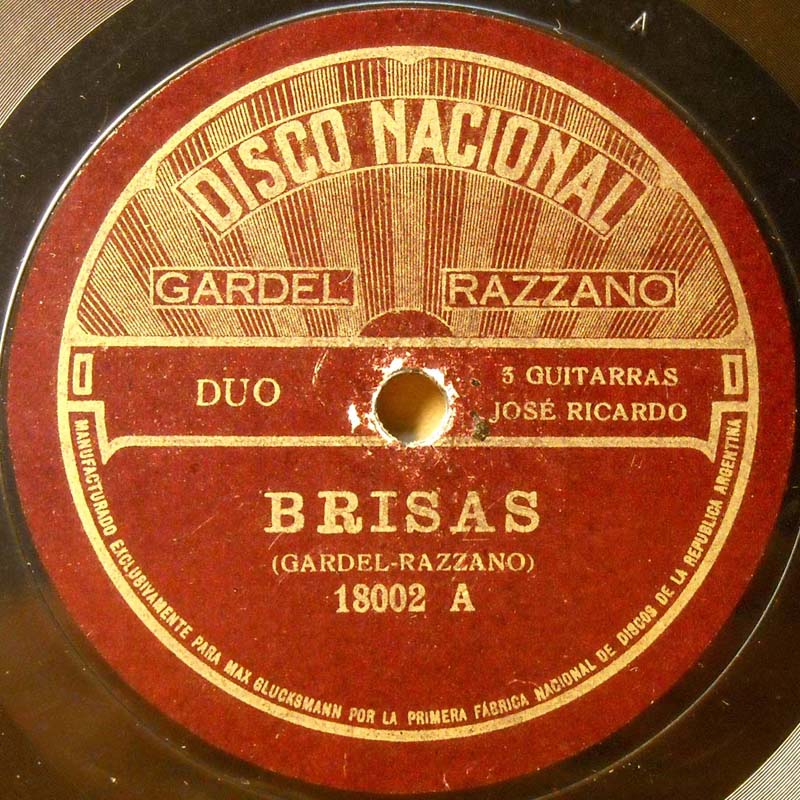 A
DISCO NACIONAL
GARDEL RAZZANO
DUO
3 GUITARRAS
JOSÉ RICARDO
BRISAS
(GARDEL-RAZZANO)
18002 A
MANUFACTURADO EXCLUSIVAMENTE PARA MAX GLUCKSMANN POR LA PRIMERA FÁBRICA NACIONAL DE DISCOS DE LA REPUBLICA ARGENTINA